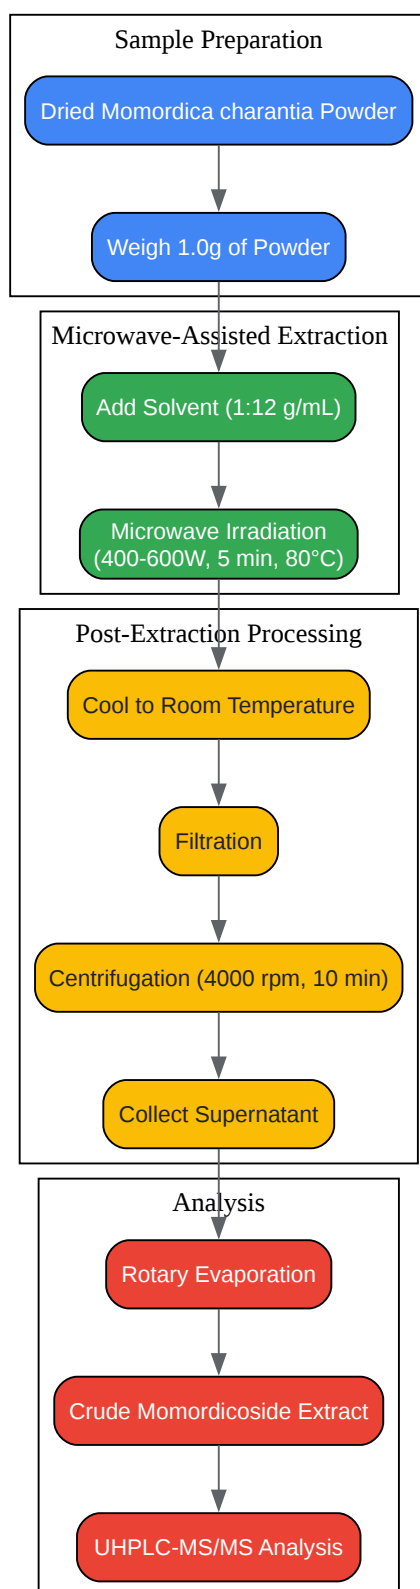 Sample Preparation
Dried Momordica charantia Powder
Weigh 1.0g of Powder
Microwave-Assisted Extraction
Add Solvent (1:12 g/mL)
Microwave Irradiation
(400-600W, 5 min, 80°C)
Post-Extraction Processing
Cool to Room Temperature
Filtration
Centrifugation (4000 rpm, 10 min)
Collect Supernatant
Analysis
Rotary Evaporation
Crude Momordicoside Extract
UHPLC-MS/MS Analysis